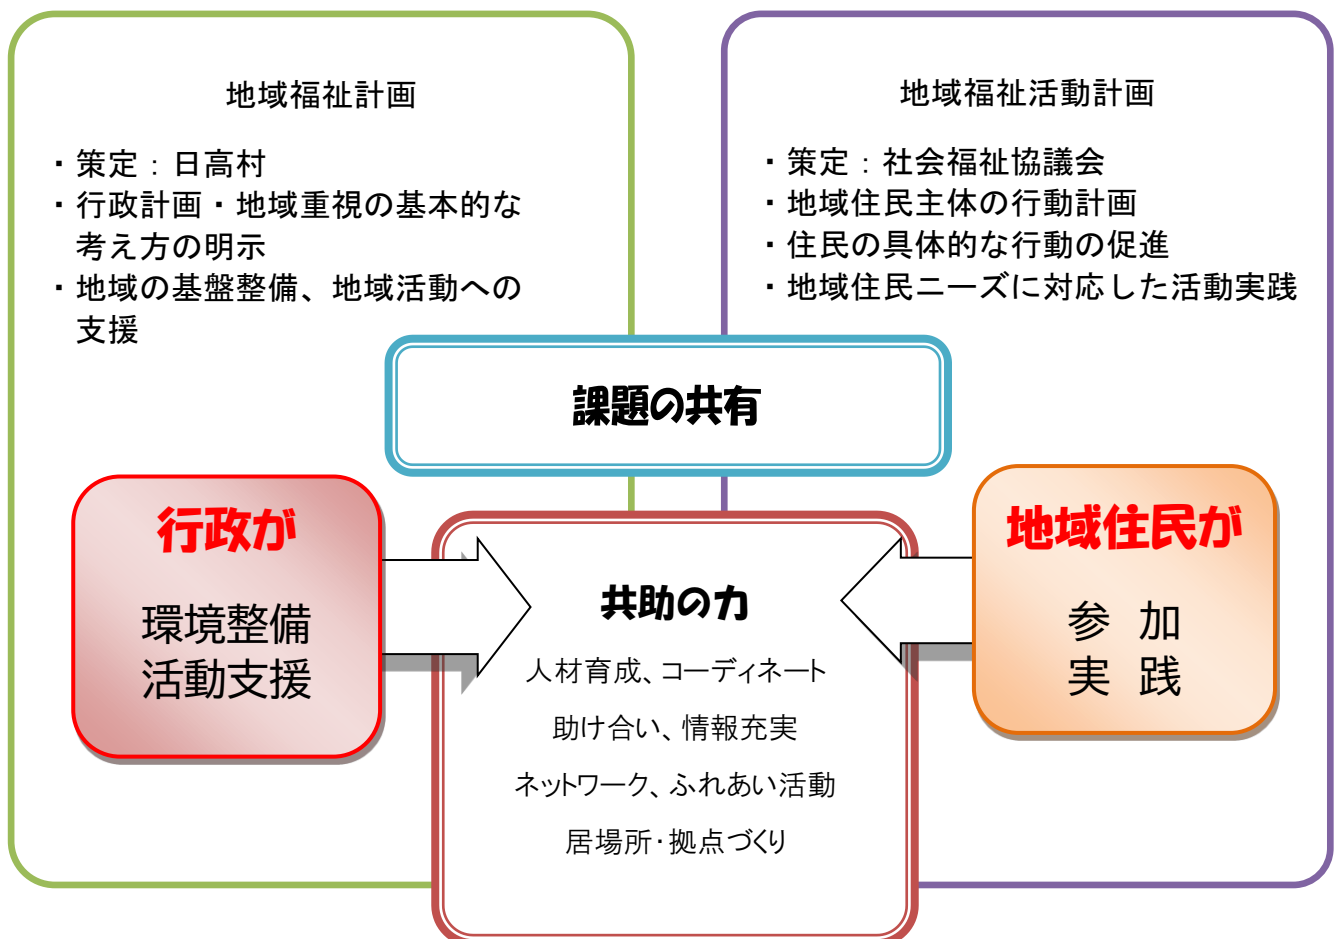 地域福祉計画
・策定：日高村
・行政計画・地域重視の基本的な
考え方の明示
・地域の基盤整備、地域活動への
支援
地域福祉活動計画
・策定：社会福祉協議会
・地域住民主体の行動計画
・住民の具体的な行動の促進
・地域住民ニーズに対応した活動実践
課題の共有
行政が
環境整備
活動支援
共助の力
人材育成、コーディネート
助け合い、情報充実
ネットワーク、ふれあい活動
居場所・拠点づくり
地域住民が
参 加
実 践